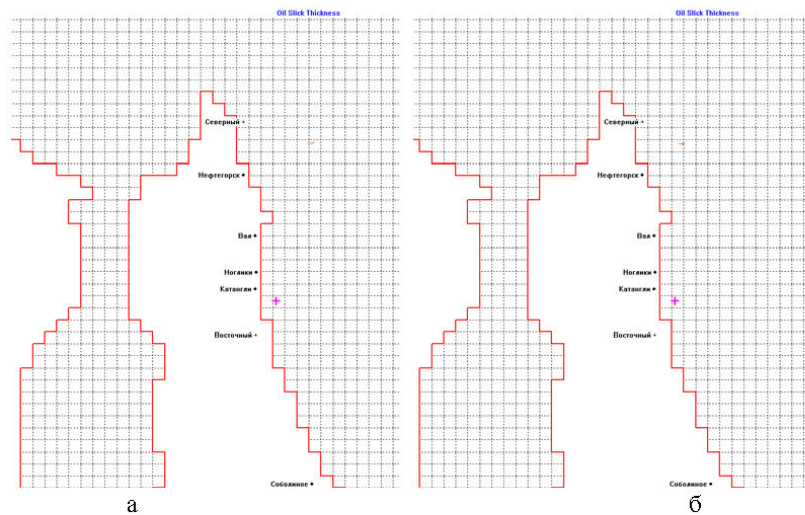 Oil Slick Thickness
Северный
Нефтегорск
Вал
Ноглики
Катангли
Восточный
Соболиное
а
Oil Slick Thickness
Северный
Нефтегорск
Вал
Ноглики
Катангли
Восточный
Соболиное
б